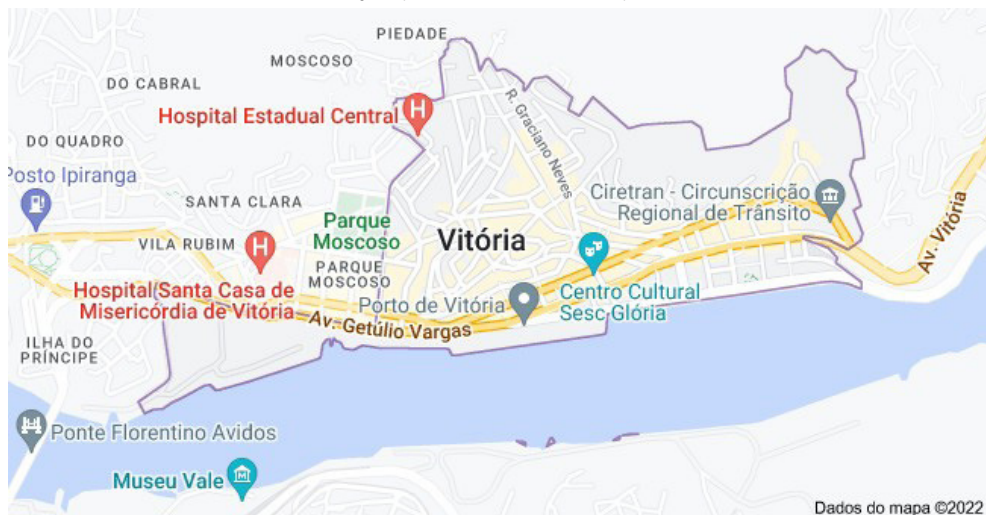 PIEDADE
MOSCOSO
DO CABRAL
Hospital Estadual Central
R. Graciano Neves
DO QUADRO
Posto Ipiranga
SANTA CLARA
Ciretran - Circunscrição
Regional de Trânsito
Parque
Moscoso
VILA RUBIM
Vitória
Av. Vitória
PARQUE
MOSCOSO
Hospital Santa Casa de
Misericórdia de Vitória
Porto de Vitória
Centro Cultural
Sesc Glória
Av. Getúlio Vargas
ILHA DO
PRÍNCIPE
Ponte Florentino Avidos
Museu Vale
Dados do mapa ©2022